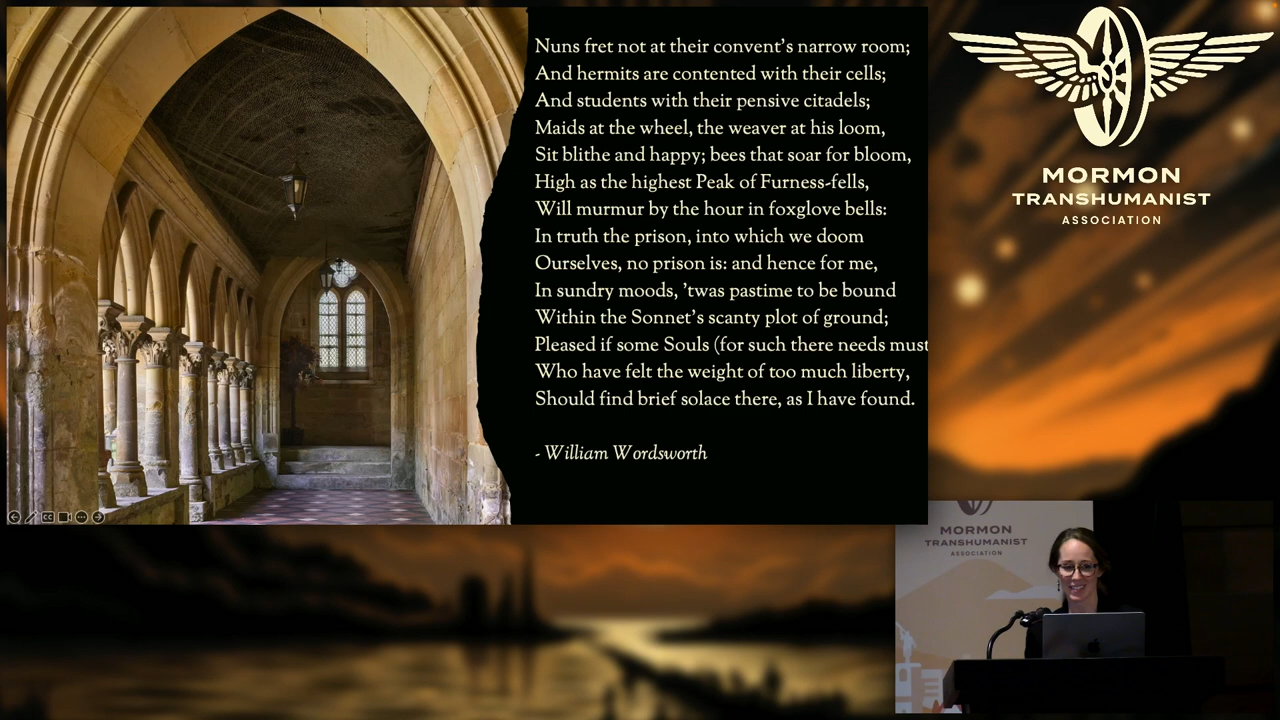 Nuns fret not at their convent's narrow room;
And hermits are contented with their cells;
And students with their pensive citadels;
Maids at the wheel, the weaver at his loom,
Sit blithe and happy; bees that soar for bloom,
High as the highest Peak of Furness-fells,
Will murmur by the hour in foxglove bells:
In truth the prison, into which we doom
Ourselves, no prison is: and hence for me,
In sundry moods, 'twas pastime to be bound
Within the Sonnet's scanty plot of ground;
Pleased if some Souls (for such there needs must
Who have felt the weight of too much liberty,
Should find brief solace there, as I have found.
- William Wordsworth
MORMON
TRANSHUMANIST
ASSOCIATION
MORMON
TRANSHUMANIST
ASSOCIATION
CC